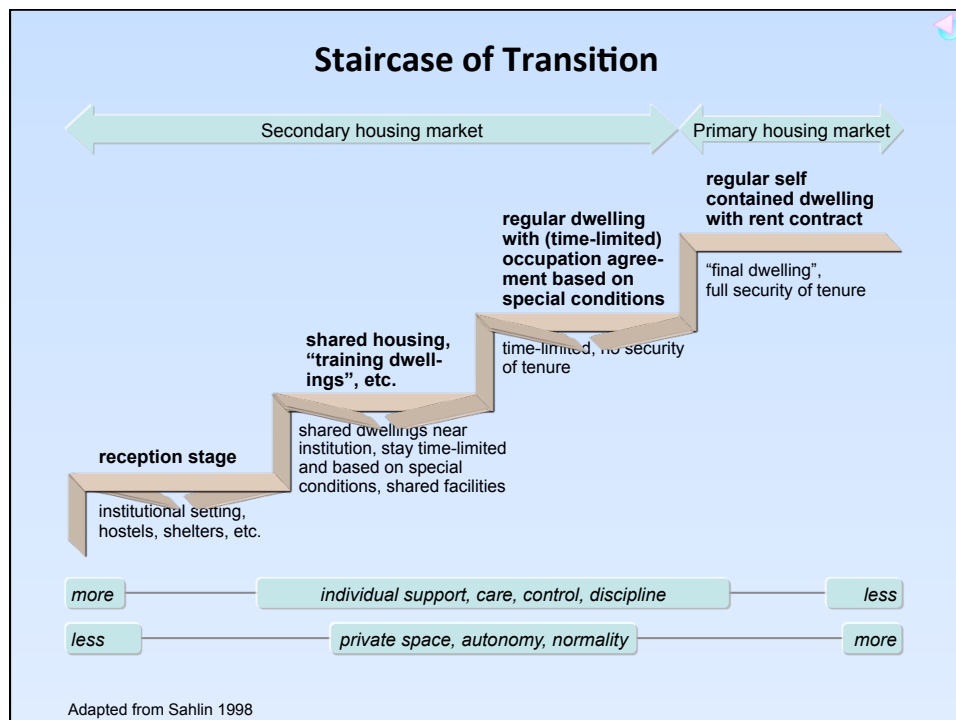 Staircase of Transition
Secondary housing market
Primary housing market
regular self
contained dwelling
with rent contract
“final dwelling”,
full security of tenure
regular dwelling
with (time-limited)
occupation agree-
ment based on
special conditions
time-limited, no security
of tenure
shared housing,
“training dwell-
ings”, etc.
shared dwellings near
institution, stay time-limited
and based on special
conditions, shared facilities
reception stage
institutional setting,
hostels, shelters, etc.
more
individual support, care, control, discipline
less
less
private space, autonomy, normality
more
Adapted from Sahlin 1998